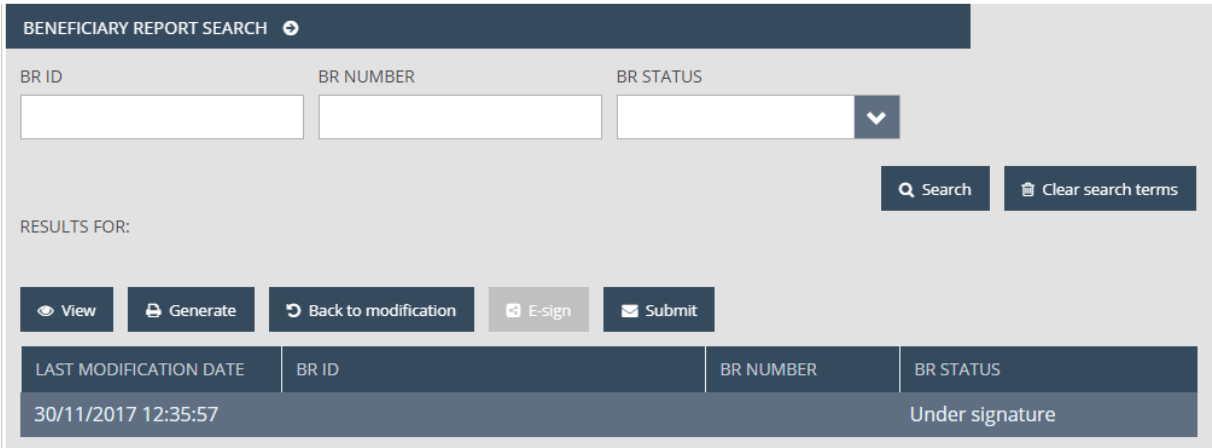 BENEFICIARY REPORT SEARCH
BR ID BR NUMBER BR STATUS
Search Clear search terms
RESULTS FOR:
View Generate Back to modification E-sign Submit
LAST MODIFICATION DATE BR ID BR NUMBER BR STATUS
30/11/2017 12:35:57 Under signature